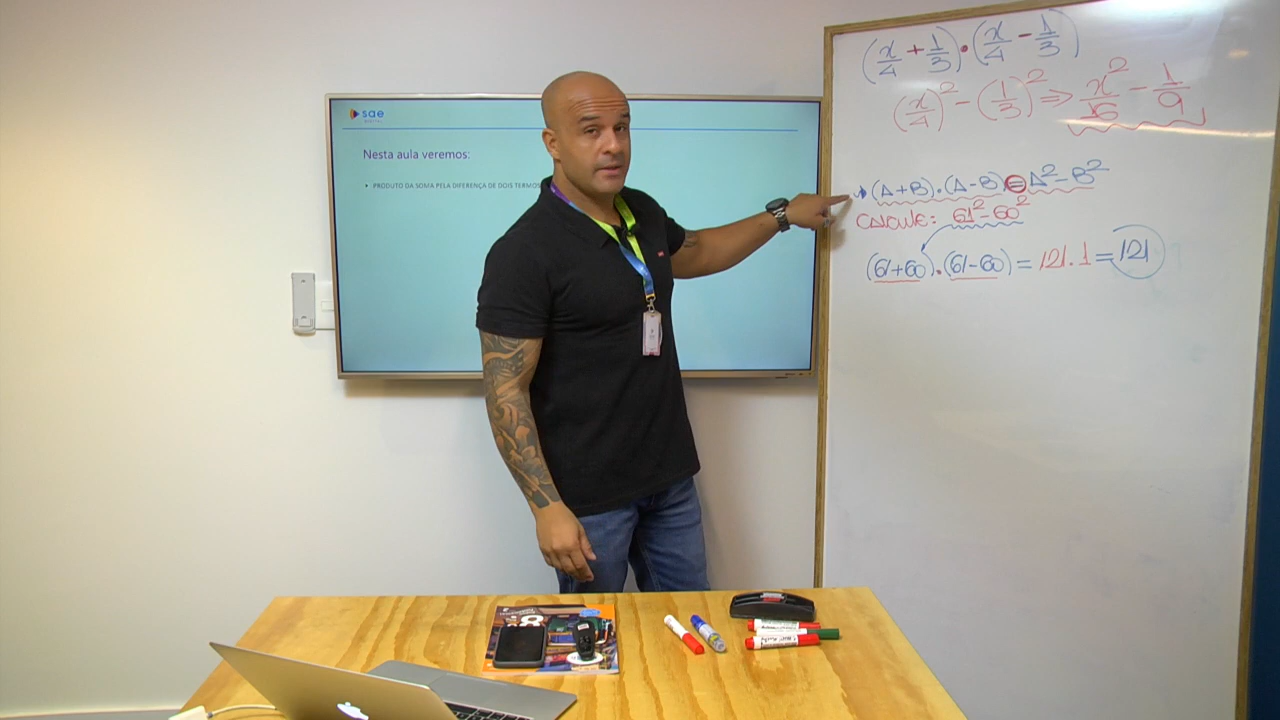 sae
DIGITAL
Nesta aula veremos:
• PRODUTO DA SOMA PELA DIFERENÇA DE DOIS TERMOS
(x/4 + 1/3) • (x/4 - 1/3)
(x/4)² - (1/3)² ⇒ x²/16 - 1/9
(A+B).(A-B) = A² - B²
CALCULE: 61² - 60²
(61+60).(61-60) = 121.1 = 121
8